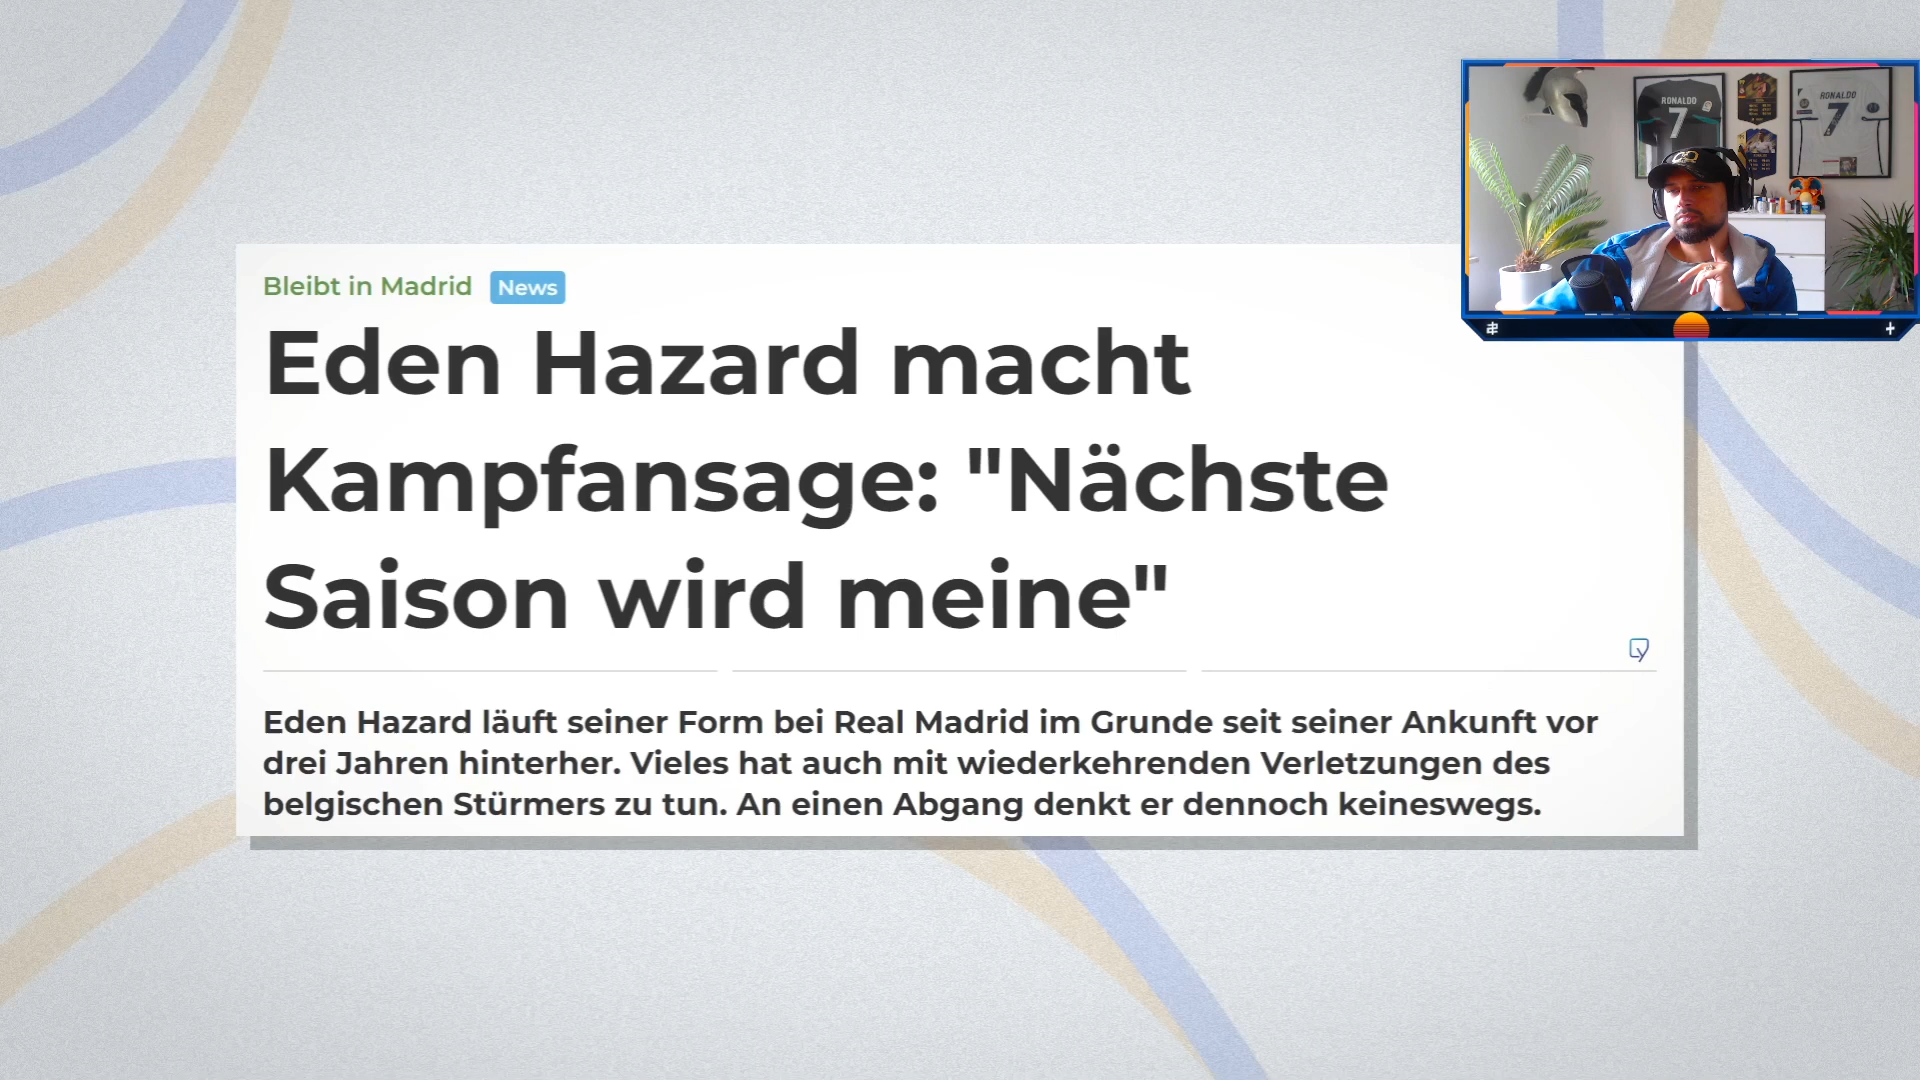 Bleibt in Madrid News
Eden Hazard macht
Kampfansage: "Nächste
Saison wird meine"
Eden Hazard läuft seiner Form bei Real Madrid im Grunde seit seiner Ankunft vor
drei Jahren hinterher. Vieles hat auch mit wiederkehrenden Verletzungen des
belgischen Stürmers zu tun. An einen Abgang denkt er dennoch keineswegs.
RONALDO
7
RONALDO
7